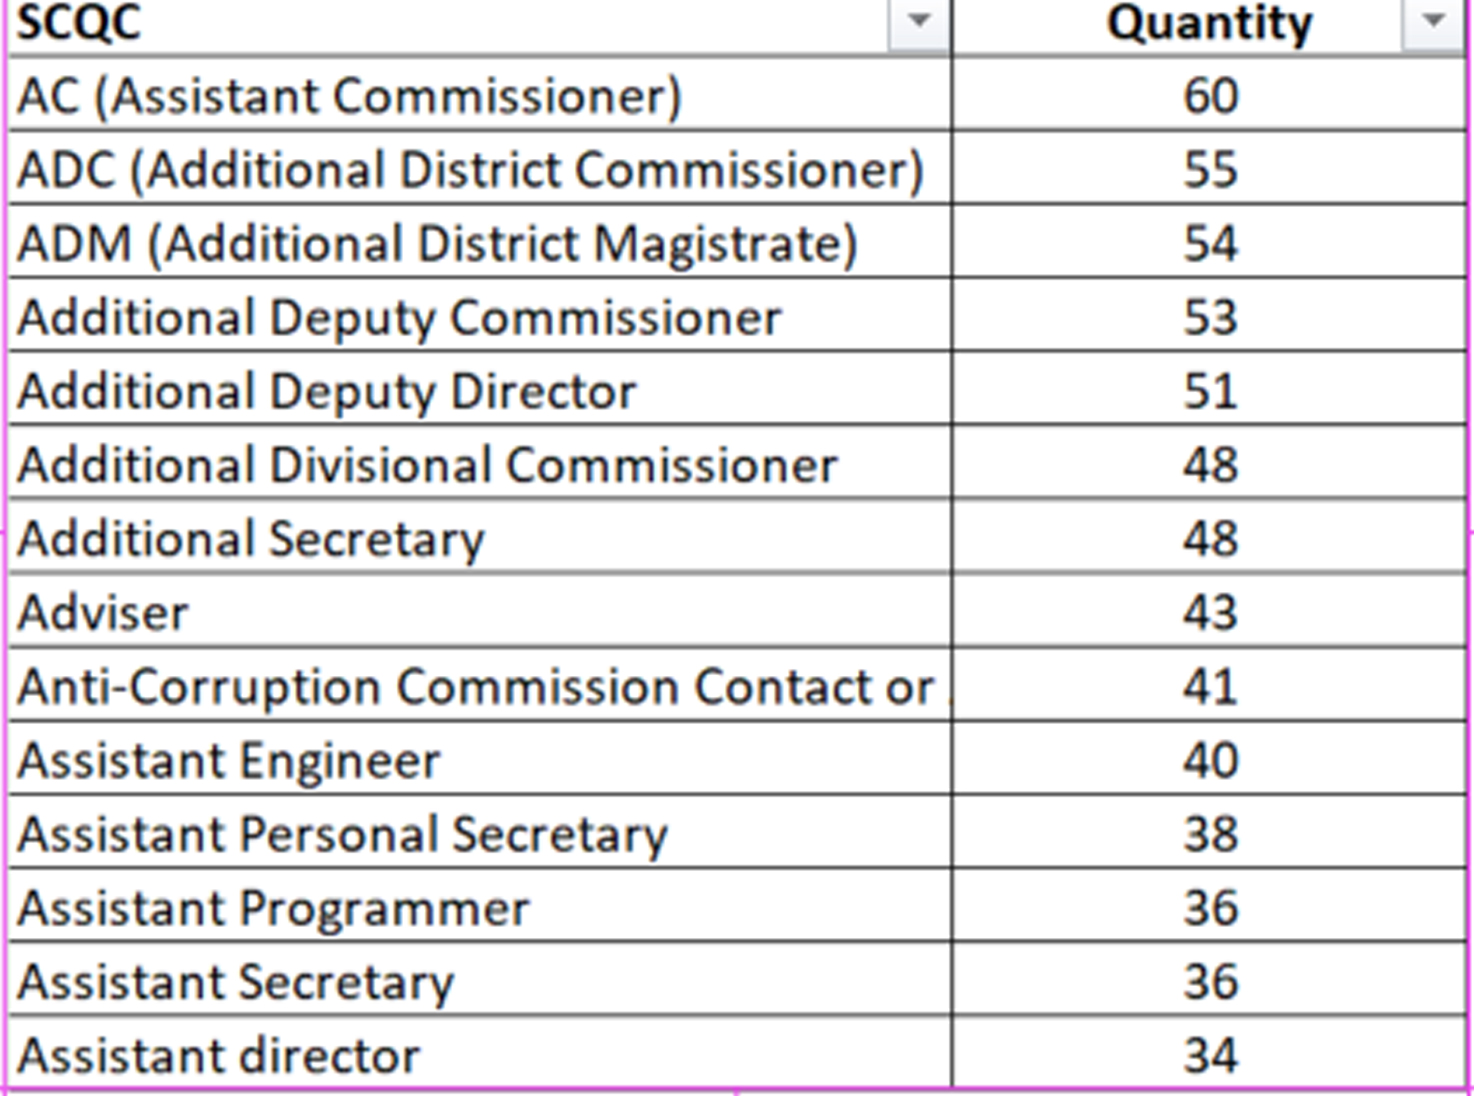 SCQC Quantity
AC (Assistant Commissioner) 60
ADC (Additional District Commissioner) 55
ADM (Additional District Magistrate) 54
Additional Deputy Commissioner 53
Additional Deputy Director 51
Additional Divisional Commissioner 48
Additional Secretary 48
Adviser 43
Anti-Corruption Commission Contact or 41
Assistant Engineer 40
Assistant Personal Secretary 38
Assistant Programmer 36
Assistant Secretary 36
Assistant director 34